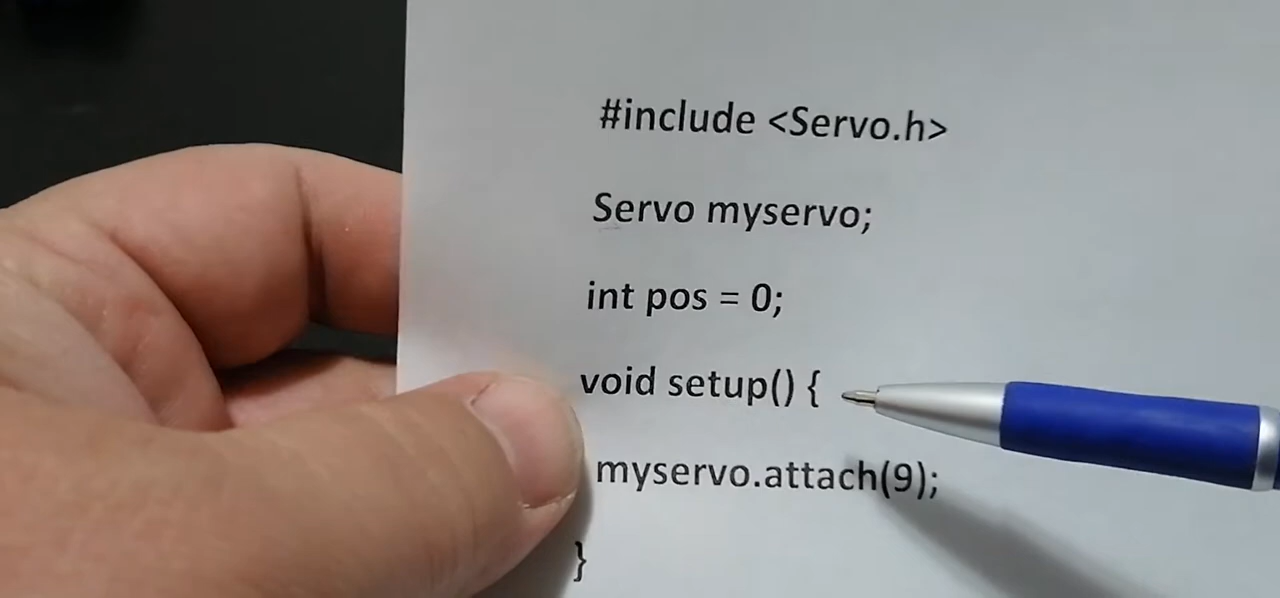 #include <Servo.h>
Servo myservo;
int pos = 0;
void setup() {
myservo.attach(9);
}